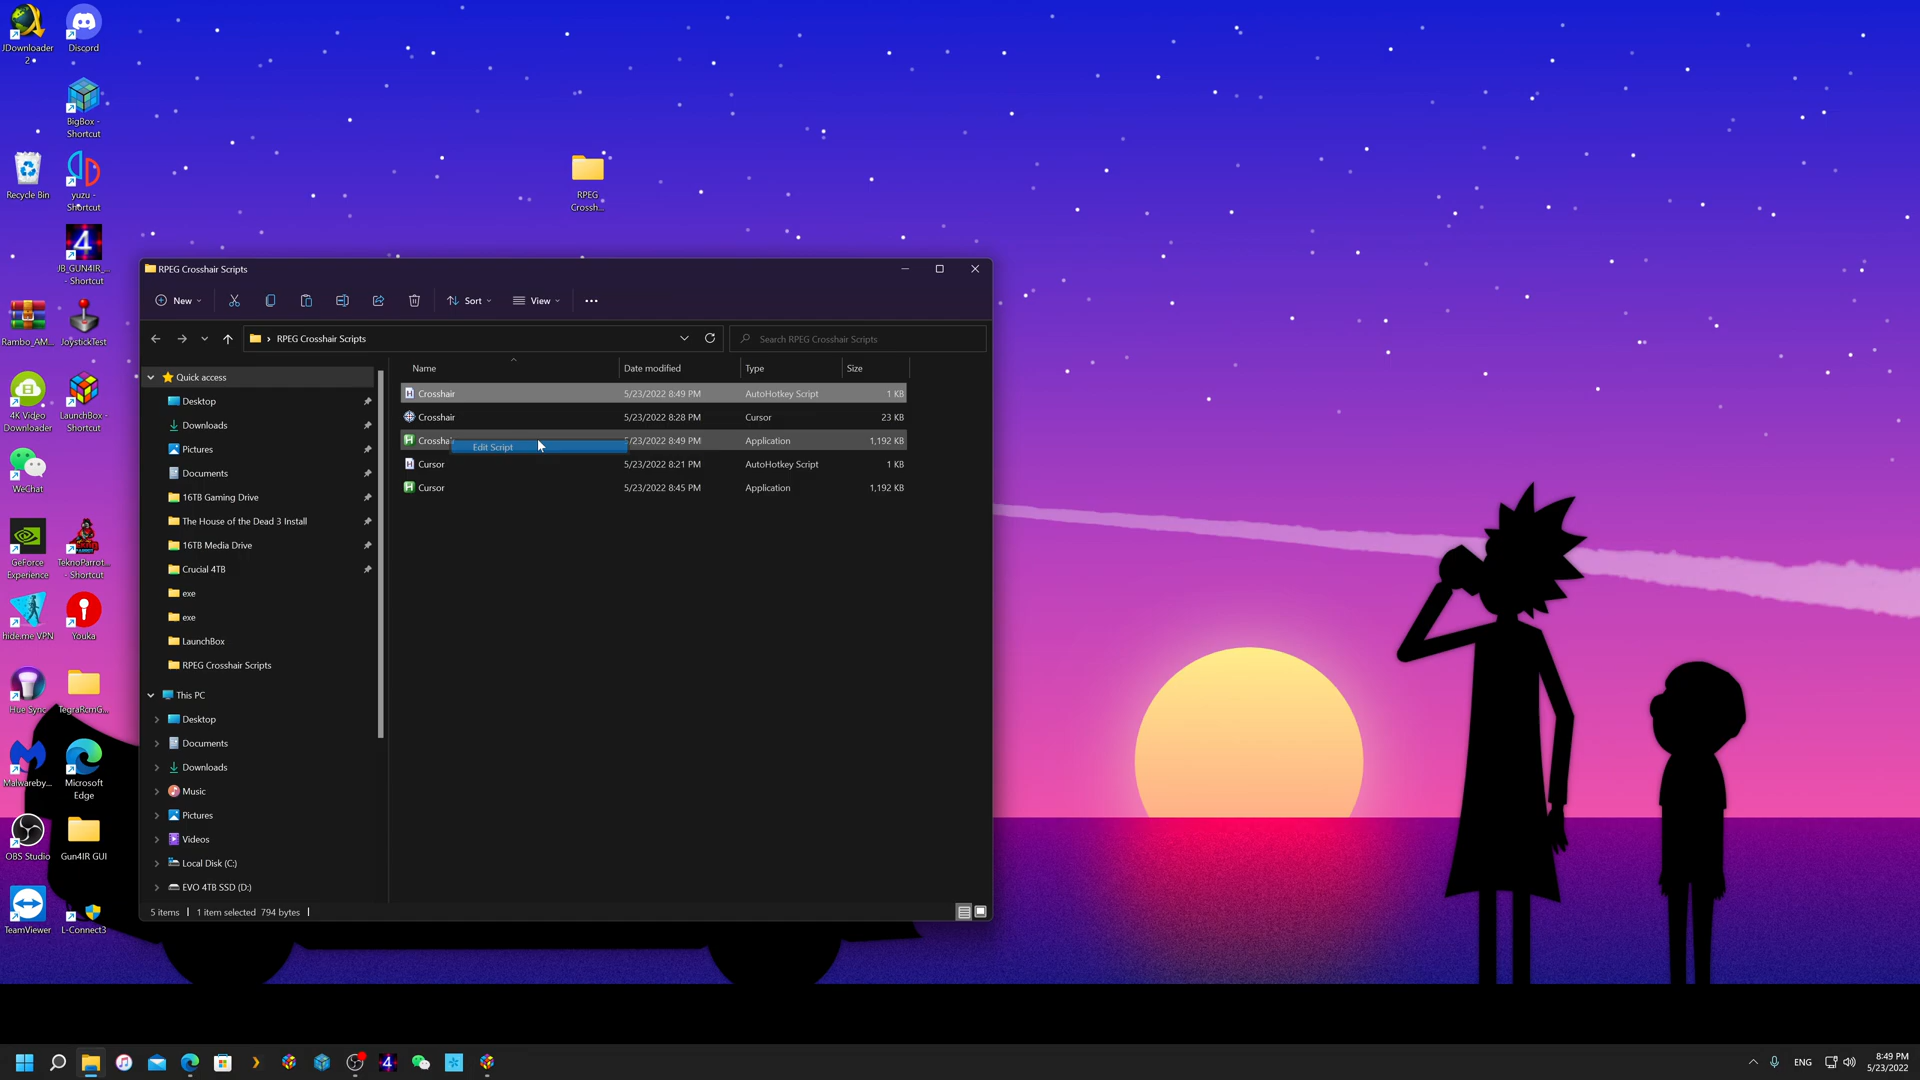 JDownloader
2
Discord
BigBox -
Shortcut
Recycle Bin
yuzu -
Shortcut
RPEG
Crossh...
4
JB_GUN4IR_...
- Shortcut
Rambo_AM...
JoystickTest
4K Video
Downloader
LaunchBox -
Shortcut
WeChat
GeForce
Experience
TeknoParrot...
- Shortcut
hide.me VPN
Youka
Hue Sync
TegraRcmG...
Malwareby...
Microsoft
Edge
OBS Studio
Gun4IR GUI
TeamViewer
L-Connect3
RPEG Crosshair Scripts
New
Sort
View
RPEG Crosshair Scripts
Search RPEG Crosshair Scripts
Name Date modified Type Size
Crosshair 5/23/2022 8:49 PM AutoHotkey Script 1 KB
Crosshair 5/23/2022 8:28 PM Cursor 23 KB
5/23/2022 8:49 PM Application 1,192 KB
Edit Script
Cursor 5/23/2022 8:21 PM AutoHotkey Script 1 KB
Cursor 5/23/2022 8:45 PM Application 1,192 KB
Quick access
Desktop
Downloads
Pictures
Documents
16TB Gaming Drive
The House of the Dead 3 Install
16TB Media Drive
Crucial 4TB
exe
exe
LaunchBox
RPEG Crosshair Scripts
This PC
Desktop
Documents
Downloads
Music
Pictures
Videos
Local Disk (C:)
EVO 4TB SSD (D:)
5 items 1 item selected 794 bytes
4
ENG
8:49 PM
5/23/2022